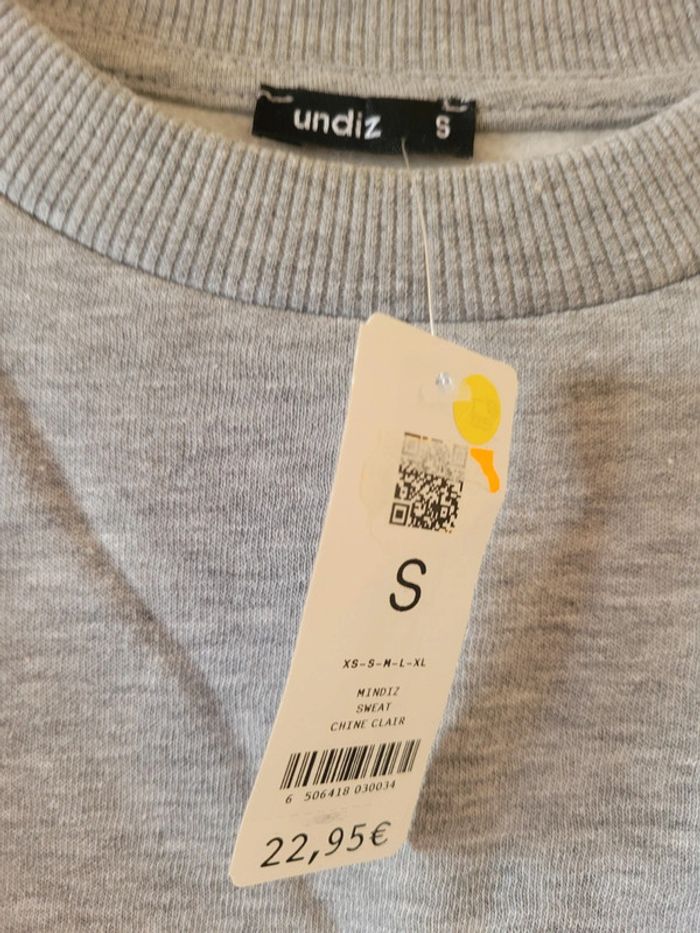 undiz S
S
XS-S-M-L-XL
MINDIZ
SWEAT
CHINE CLAIR
6 506418 030034
22,95€